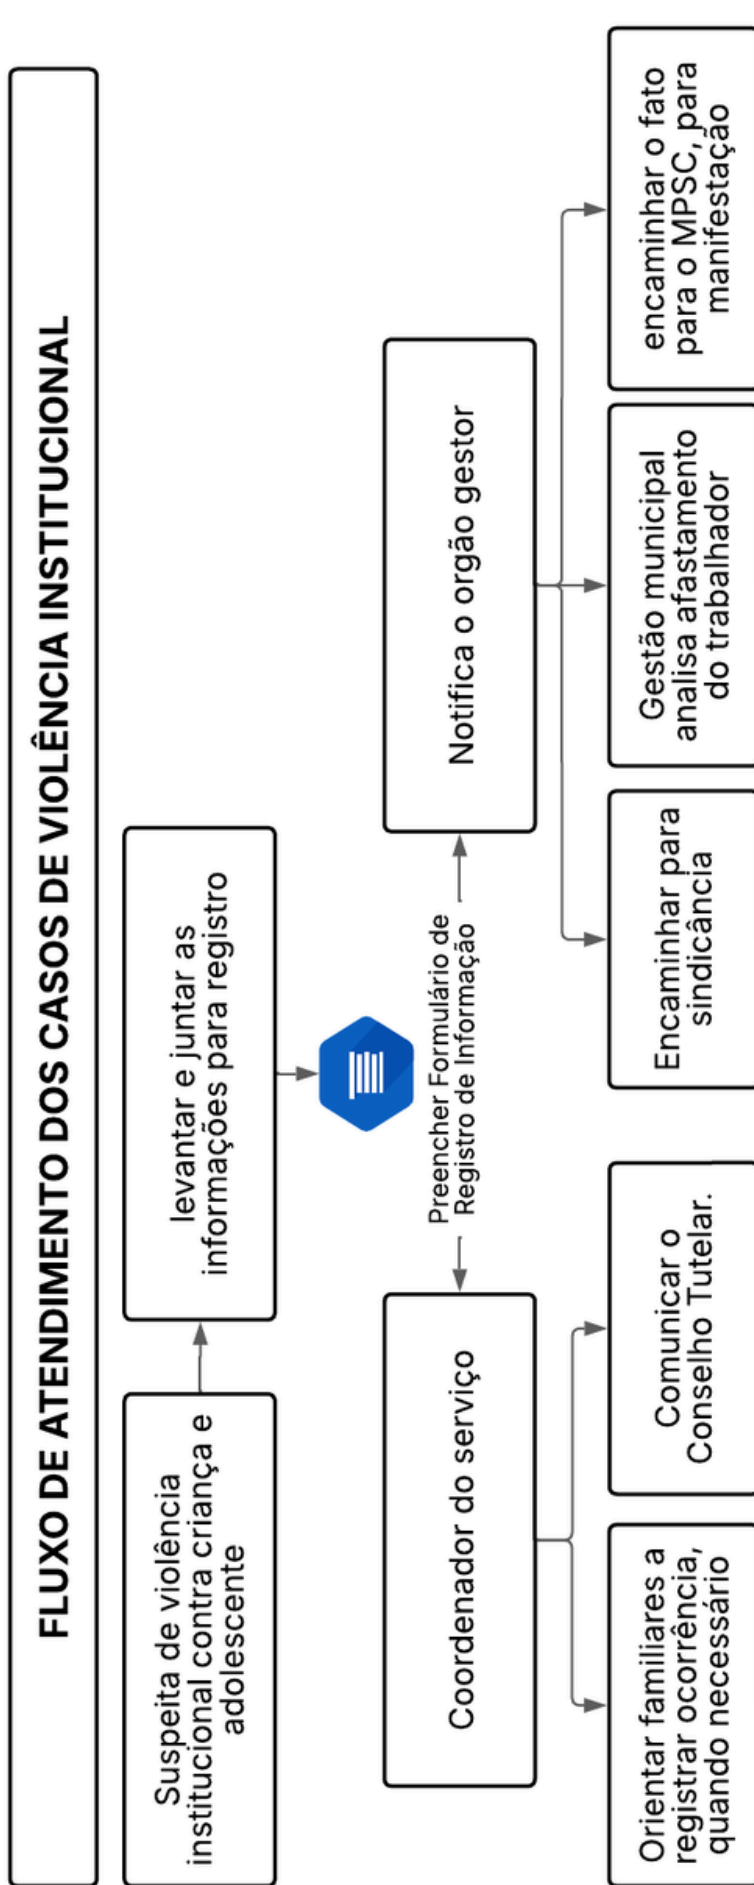 FLUXO DE ATENDIMENTO DOS CASOS DE VIOLÊNCIA INSTITUCIONAL
Suspeita de violência
institucional contra criança e
adolescente
levantar e juntar as
informações para registro
Preencher Formulário de
Registro de Informação
Coordenador do serviço
Notifica o orgão gestor
Orientar familiares a
registrar ocorrência,
quando necessário
Comunicar o
Conselho Tutelar.
Encaminhar para
sindicância
Gestão municipal
analisa afastamento
do trabalhador
encaminhar o fato
para o MPSC, para
manifestação